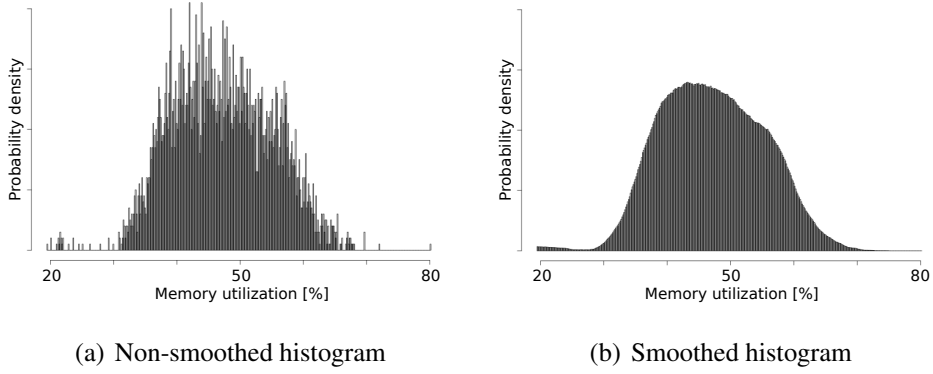 Probability density
20 50 80
Memory utilization [%]
(a) Non-smoothed histogram
Probability density
20 50 80
Memory utilization [%]
(b) Smoothed histogram